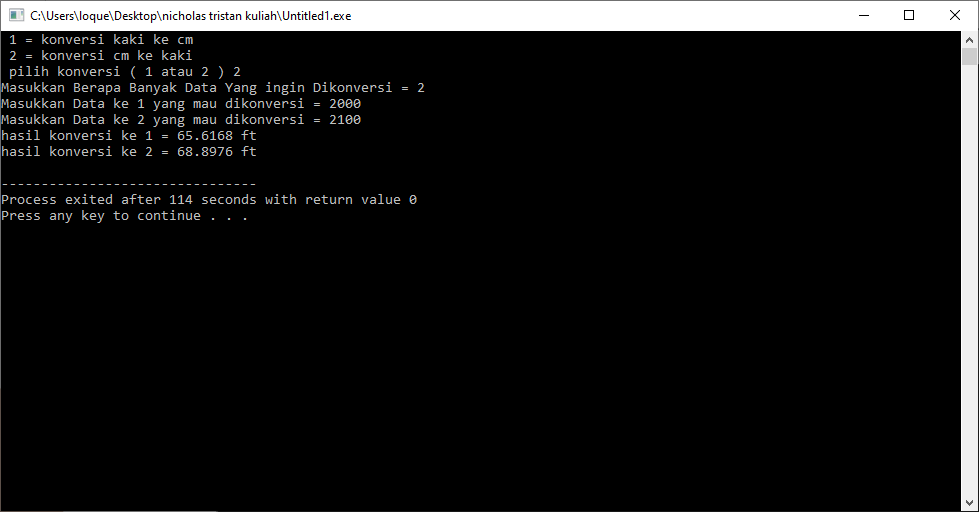 C:\Users\loque\Desktop\nicholas tristan kuliah\Untitled1.exe
1 = konversi kaki ke cm
2 = konversi cm ke kaki
pilih konversi ( 1 atau 2 ) 2
Masukkan Berapa Banyak Data Yang ingin Dikonversi = 2
Masukkan Data ke 1 yang mau dikonversi = 2000
Masukkan Data ke 2 yang mau dikonversi = 2100
hasil konversi ke 1 = 65.6168 ft
hasil konversi ke 2 = 68.8976 ft
--------------------------------
Process exited after 114 seconds with return value 0
Press any key to continue . . .